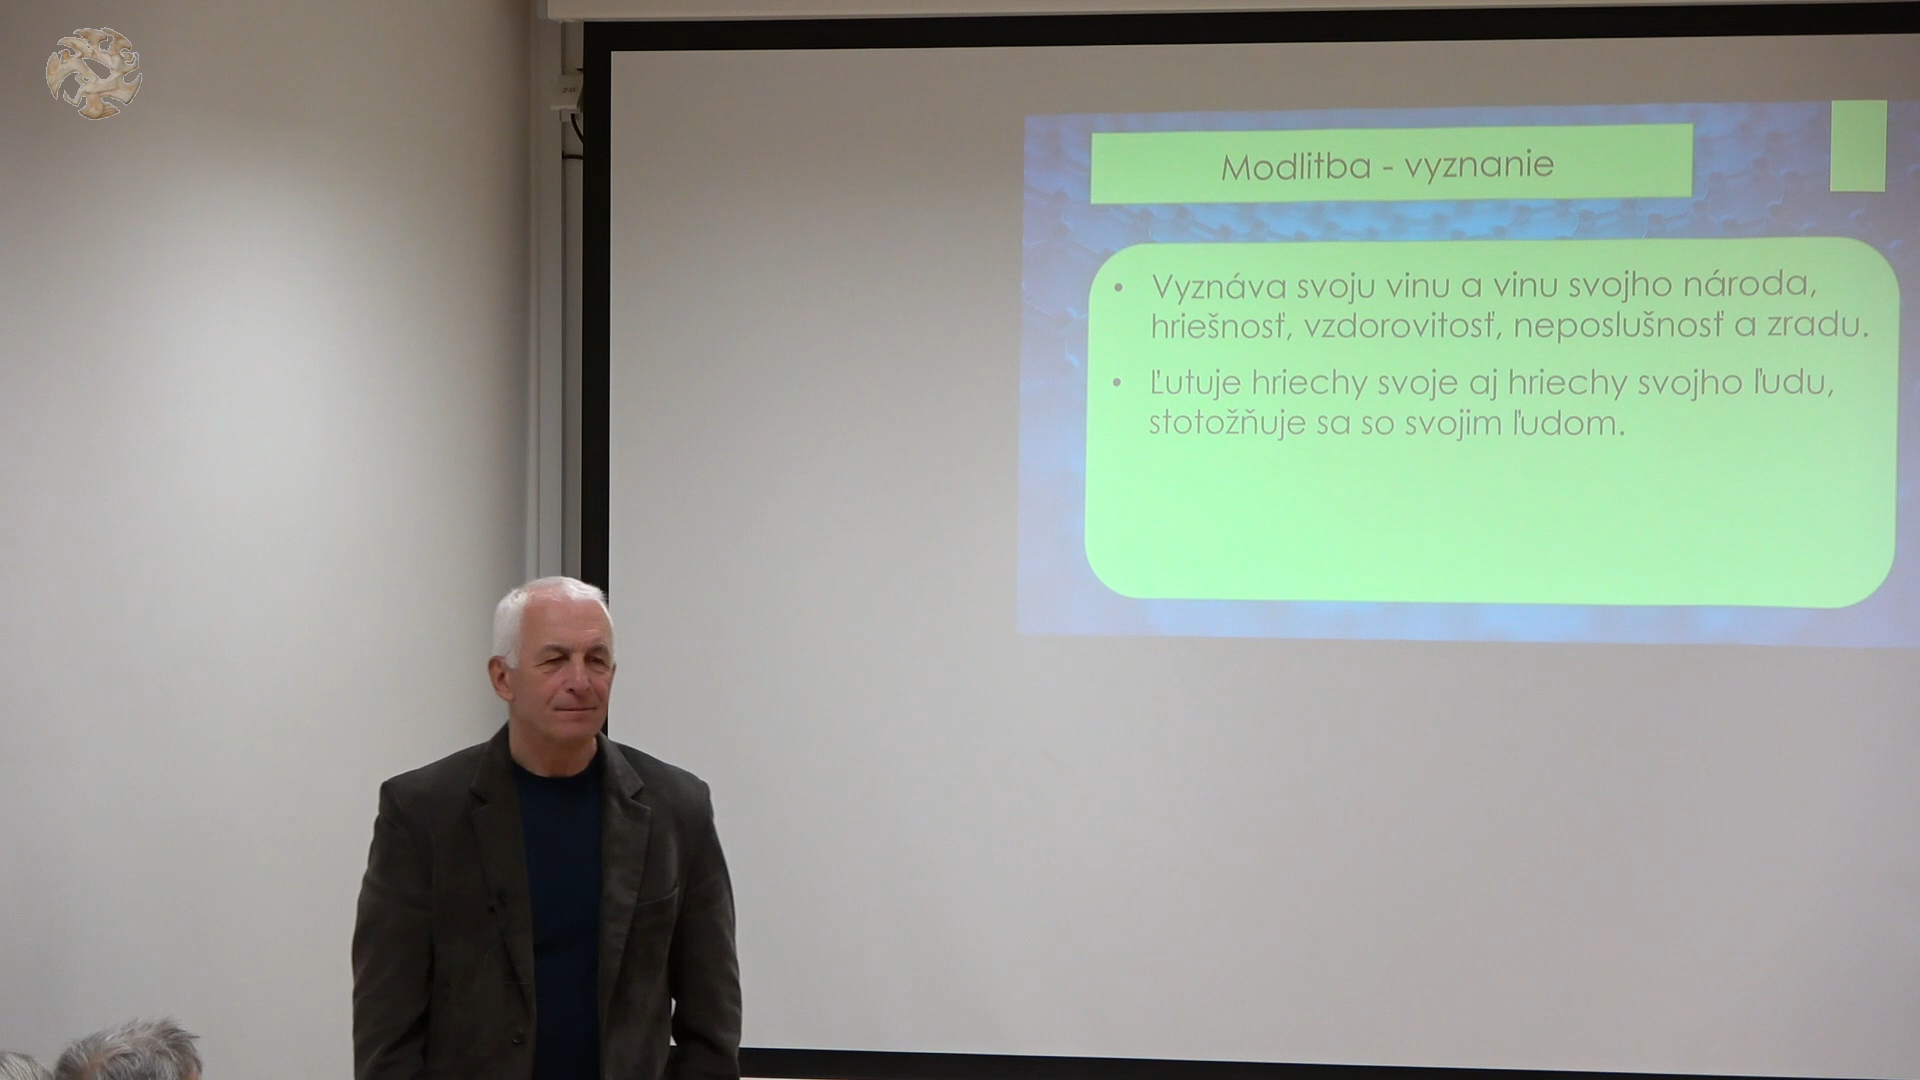 Modlitba - vyznanie
• Vyznáva svoju vinu a vinu svojho národa,
hriešnosť, vzdorovitosť, neposlušnosť a zradu.
• Ľutuje hriechy svoje aj hriechy svojho ľudu,
stotožňuje sa so svojim ľudom.